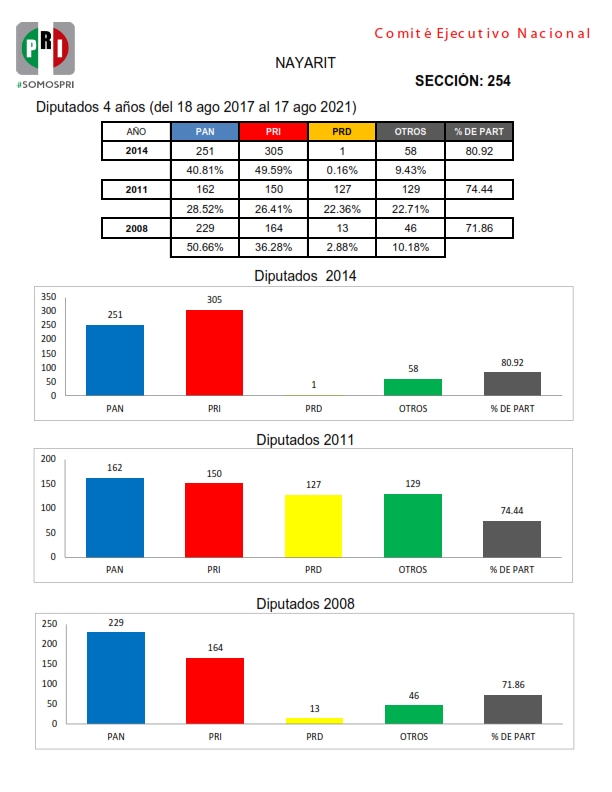 Comité Ejecutivo Nacional
PRI
#SOMOSPRI
NAYARIT
SECCIÓN: 254
Diputados 4 años (del 18 ago 2017 al 17 ago 2021)
AÑO PAN PRI PRD OTROS % DE PART
2014 251 305 1 58 80.92
40.81% 49.59% 0.16% 9.43%
2011 162 150 127 129 74.44
28.52% 26.41% 22.36% 22.71%
2008 229 164 13 46 71.86
50.66% 36.28% 2.88% 10.18%
Diputados 2014
350
300
250
200
150
100
50
0
251 305 1 58 80.92
PAN PRI PRD OTROS % DE PART
Diputados 2011
200
150
100
50
0
162 150 127 129 74.44
PAN PRI PRD OTROS % DE PART
Diputados 2008
250
200
150
100
50
0
229 164 13 46 71.86
PAN PRI PRD OTROS % DE PART